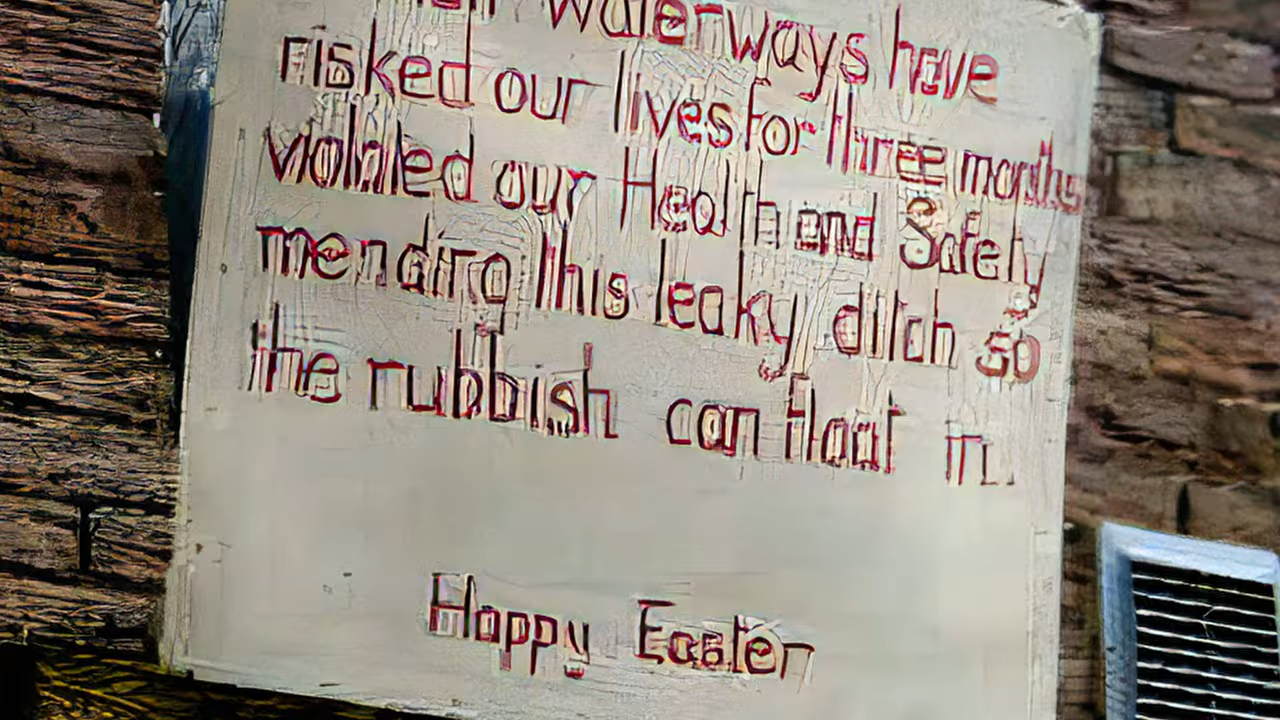 waterways have
risked our lives for three months
violated our Health and Safety
mending this leaky ditch so
the rubbish can float in.
Happy Easter